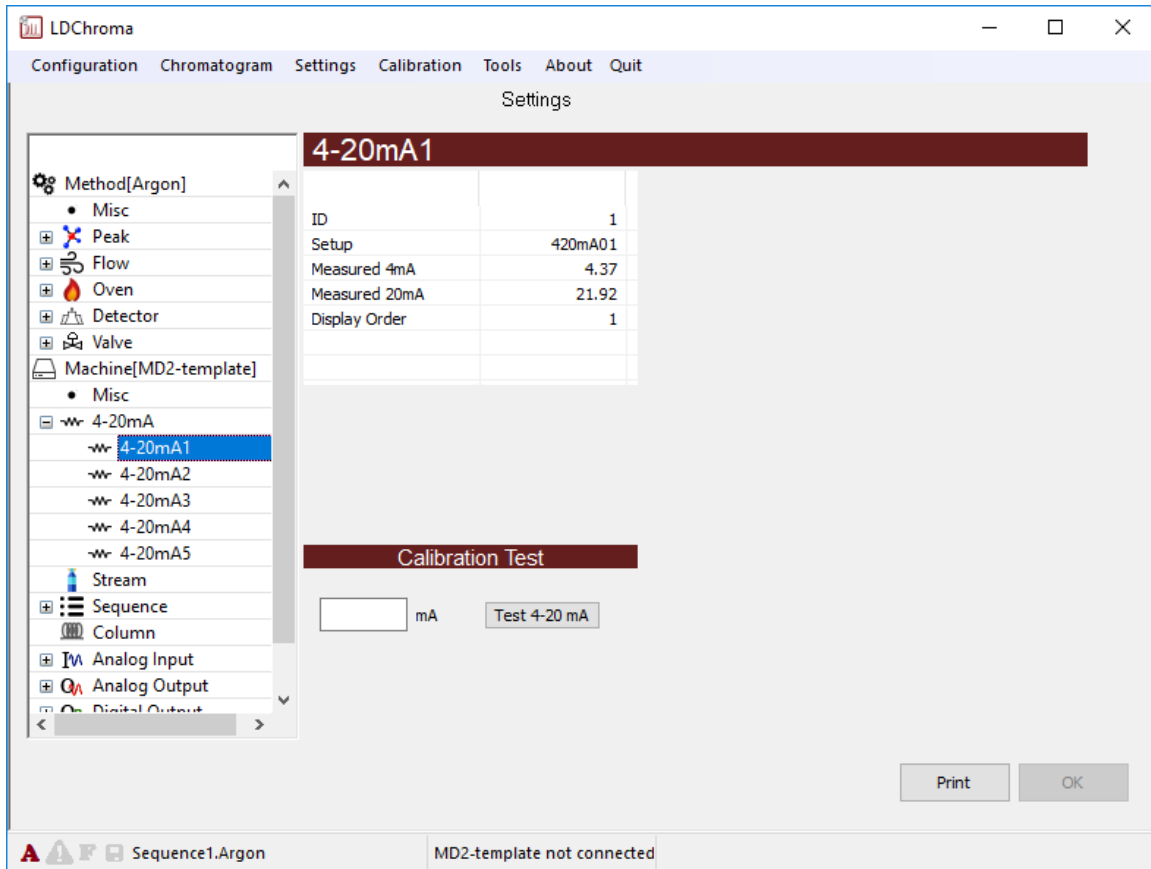 LDChroma
Configuration Chromatogram Settings Calibration Tools About Quit
Settings
4-20mA1
Method[Argon]
Misc
Peak
Flow
Oven
Detector
Valve
Machine[MD2-template]
Misc
4-20mA
4-20mA1
4-20mA2
4-20mA3
4-20mA4
4-20mA5
Stream
Sequence
Column
Analog Input
Analog Output
Digital Output
ID 1
Setup 420mA01
Measured 4mA 4.37
Measured 20mA 21.92
Display Order 1
Calibration Test
mA Test 4-20 mA
Print OK
A F Sequence1.Argon MD2-template not connected